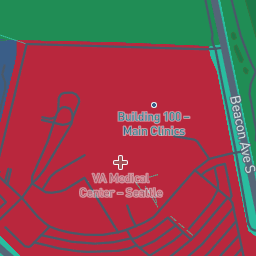 Building 100 –
Main Clinics
Beacon Ave S
VA Medical
Center – Seattle